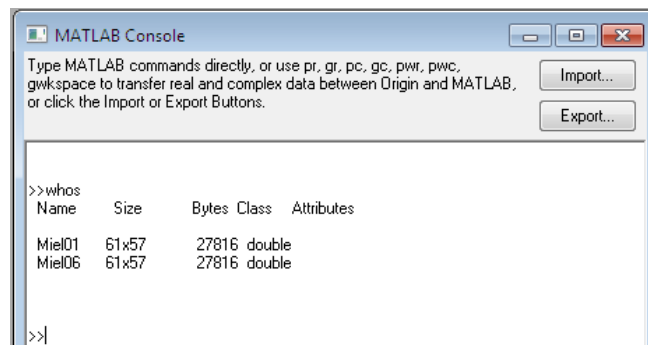 MATLAB Console
Type MATLAB commands directly, or use pr, gr, pc, gc, pwr, pwc,
gwkspace to transfer real and complex data between Origin and MATLAB,
or click the Import or Export Buttons.
Import...
Export...
>>whos
Name Size Bytes Class Attributes
Miel01 61x57 27816 double
Miel06 61x57 27816 double
>>